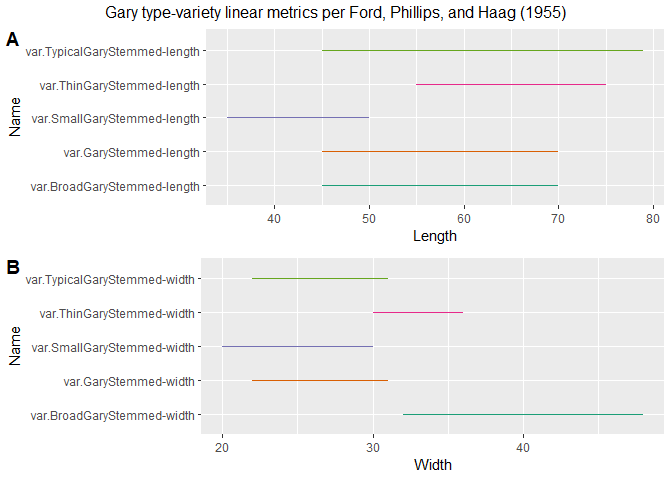 Gary type-variety linear metrics per Ford, Phillips, and Haag (1955)
A
Name
var.TypicalGaryStemmed-length
var.ThinGaryStemmed-length
var.SmallGaryStemmed-length
var.GaryStemmed-length
var.BroadGaryStemmed-length
40 50 60 70 80
Length
B
Name
var.TypicalGaryStemmed-width
var.ThinGaryStemmed-width
var.SmallGaryStemmed-width
var.GaryStemmed-width
var.BroadGaryStemmed-width
20 30 40
Width